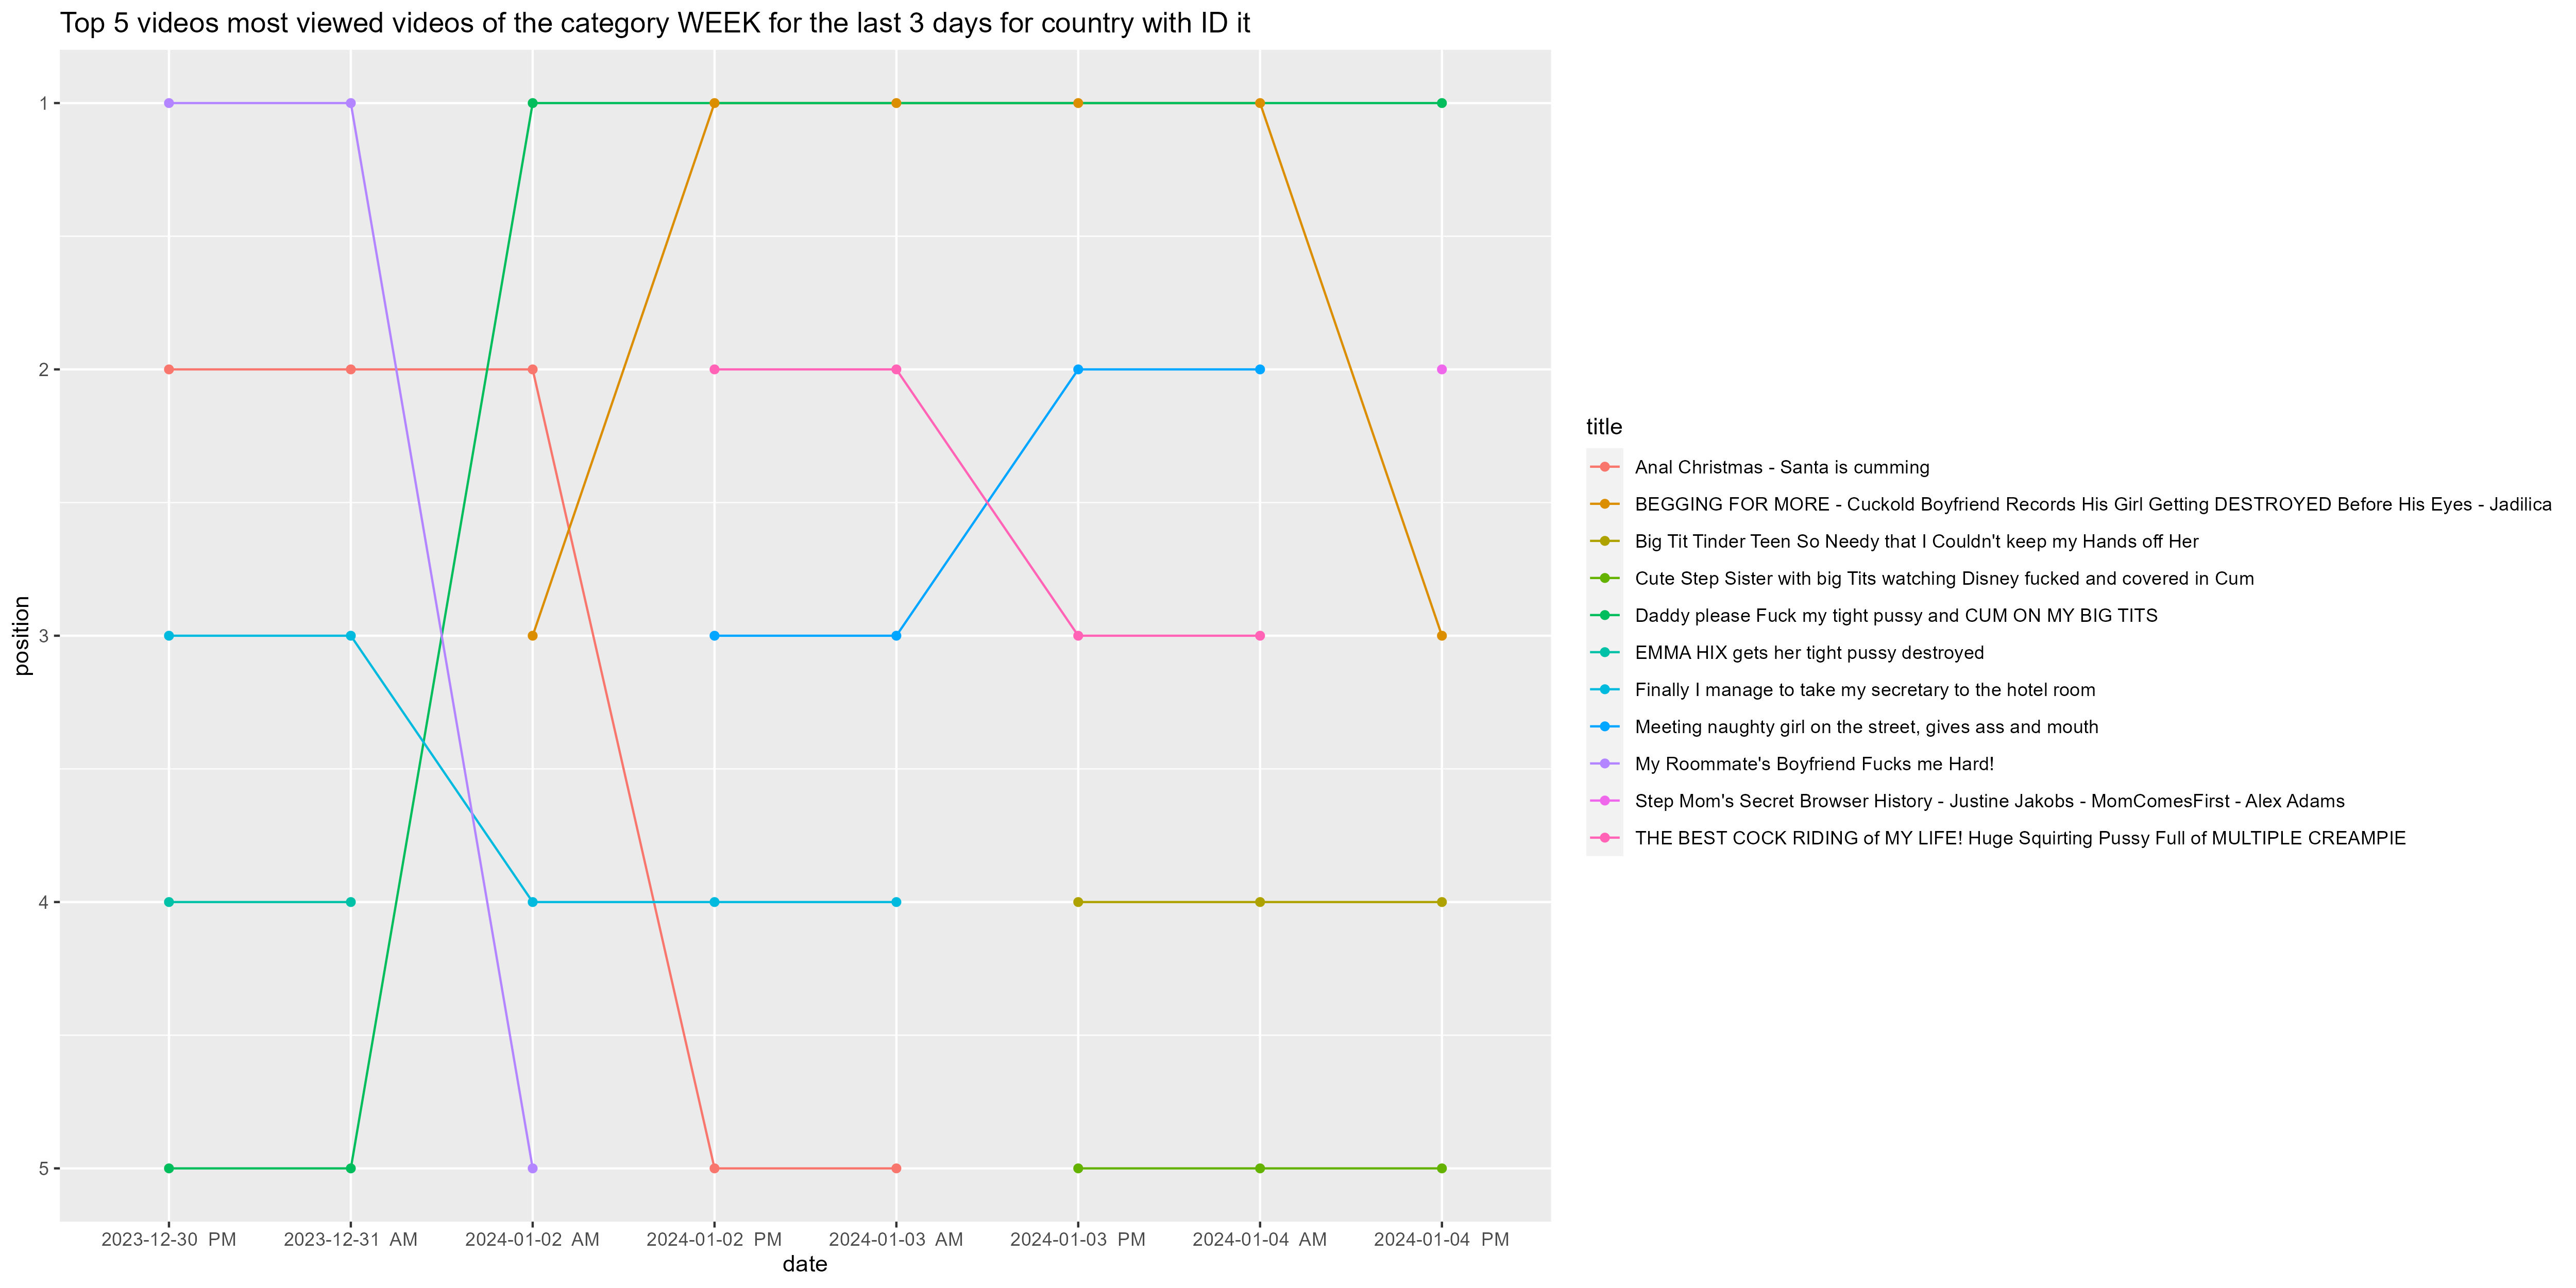 Top 5 videos most viewed videos of the category WEEK for the last 3 days for country with ID it
position
1
2
3
4
5
2023-12-30 PM
2023-12-31 AM
2024-01-02 AM
2024-01-02 PM
2024-01-03 AM
2024-01-03 PM
2024-01-04 AM
2024-01-04 PM
date
title
Anal Christmas - Santa is cumming
BEGGING FOR MORE - Cuckold Boyfriend Records His Girl Getting DESTROYED Before His Eyes - Jadilica
Big Tit Tinder Teen So Needy that I Couldn't keep my Hands off Her
Cute Step Sister with big Tits watching Disney fucked and covered in Cum
Daddy please Fuck my tight pussy and CUM ON MY BIG TITS
EMMA HIX gets her tight pussy destroyed
Finally I manage to take my secretary to the hotel room
Meeting naughty girl on the street, gives ass and mouth
My Roommate's Boyfriend Fucks me Hard!
Step Mom's Secret Browser History - Justine Jakobs - MomComesFirst - Alex Adams
THE BEST COCK RIDING of MY LIFE! Huge Squirting Pussy Full of MULTIPLE CREAMPIE